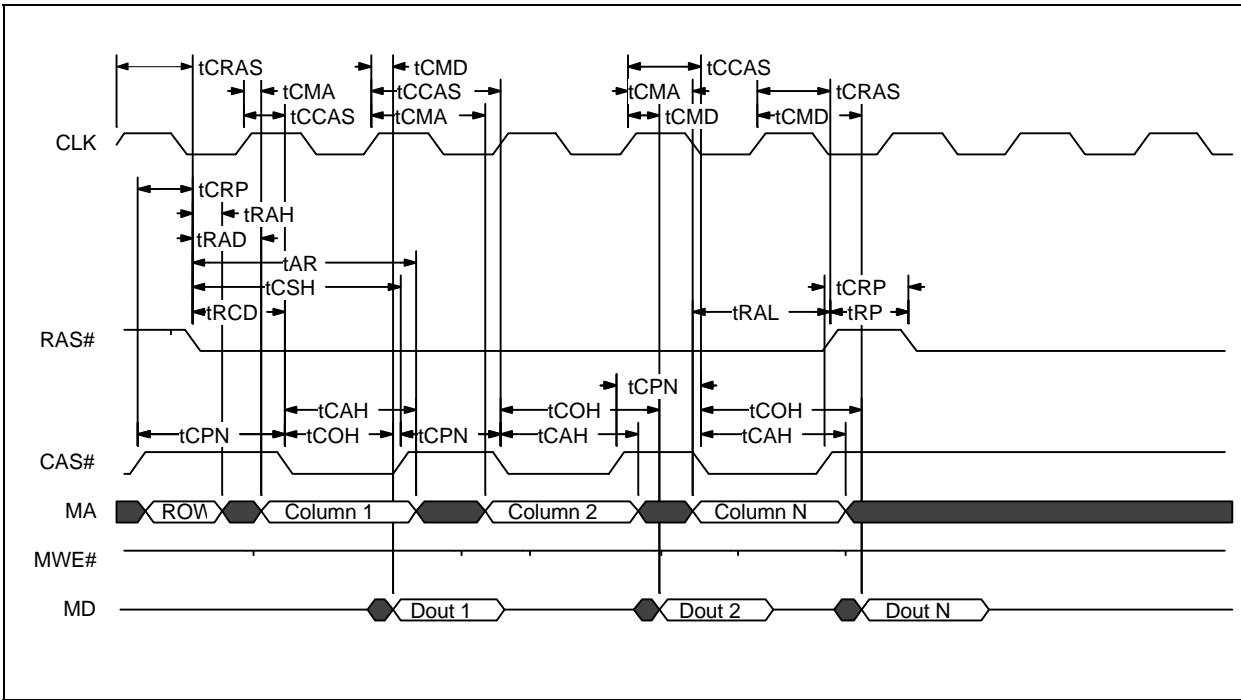 tCRAS tCMD tCCAS
tCMA tCCAS tCMA tCRAS
tCCAS tCMA tCMD tCMD
CLK
tCRP
tRAH
tRAD
tAR
tCSH tCRP
tRCD tRAL tRP
RAS#
tCPN
tCAH tCOH tCOH
tCPN tCOH tCPN tCAH tCAH
CAS#
MA ROW Column 1 Column 2 Column N
MWE#
MD Dout 1 Dout 2 Dout N